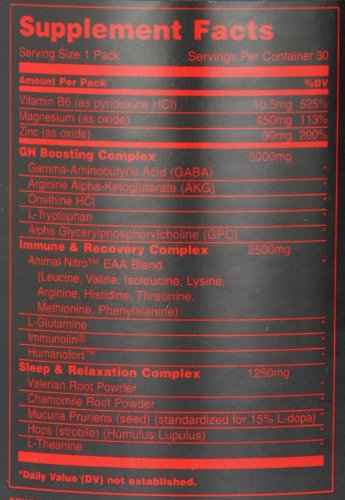 Supplement Facts
Serving Size 1 Pack Servings Per Container 30
Amount Per Pack %DV
Vitamin B6 (as pyridoxine HCl) 10.5mg 525%
Magnesium (as oxide) 450mg 113%
Zinc (as oxide) 30mg 200%
GH Boosting Complex 3000mg
Gamma-Aminobutyric Acid (GABA) *
Arginine Alpha-Ketoglutarate (AKG) *
Ornithine HCl *
L-Tryptophan *
Alpha Glycerylphosphorylcholine (GPC) *
Immune & Recovery Complex 2500mg
Animal Nitro™ EAA Blend *
(Leucine, Valine, Isoleucine, Lysine,
Arginine, Histidine, Threonine,
Methionine, Phenylalanine)
L-Glutamine *
Immunolin® *
Humanofort™ *
Sleep & Relaxation Complex 1250mg
Valerian Root Powder *
Chamomile Root Powder *
Mucuna Pruriens (seed) (standardized for 15% L-dopa) *
Hops (strobile) (Humulus Lupulus) *
L-Theanine *
*Daily Value (DV) not established.